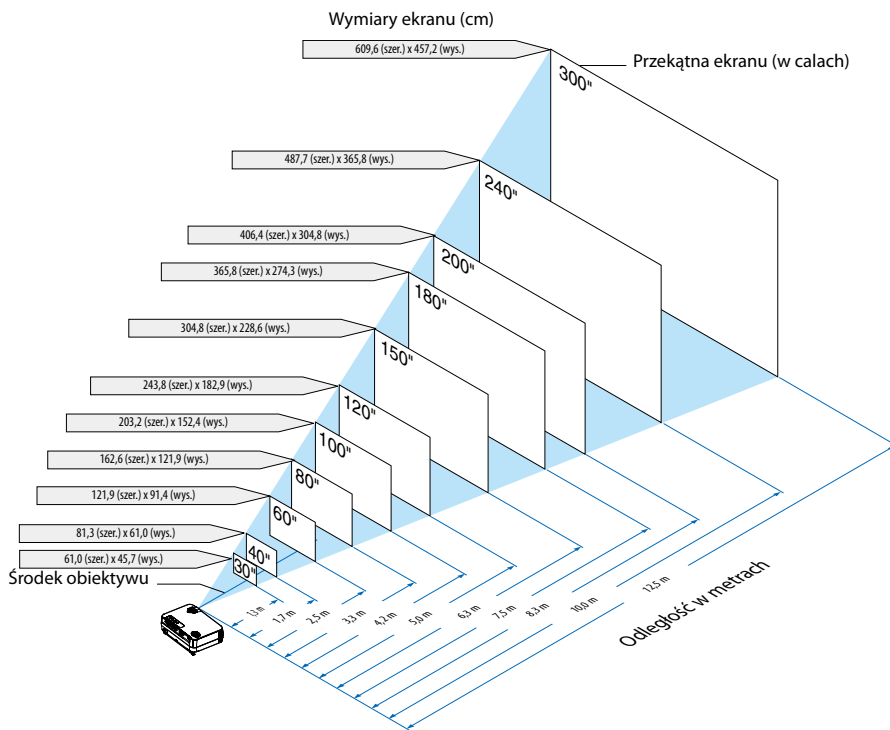 Wymiary ekranu (cm)
609,6 (szer.) x 457,2 (wys.)
Przekątna ekranu (w calach)
300"
487,7 (szer.) x 365,8 (wys.)
240"
406,4 (szer.) x 304,8 (wys.)
200"
365,8 (szer.) x 274,3 (wys.)
180"
304,8 (szer.) x 228,6 (wys.)
150"
243,8 (szer.) x 182,9 (wys.)
120"
203,2 (szer.) x 152,4 (wys.)
100"
162,6 (szer.) x 121,9 (wys.)
80"
121,9 (szer.) x 91,4 (wys.)
60"
81,3 (szer.) x 61,0 (wys.)
40"
61,0 (szer.) x 45,7 (wys.)
30"
Środek obiektywu
1,3 m
1,7 m
2,5 m
3,3 m
4,2 m
5,0 m
6,3 m
7,5 m
8,3 m
10,0 m
12,5 m
Odległość w metrach